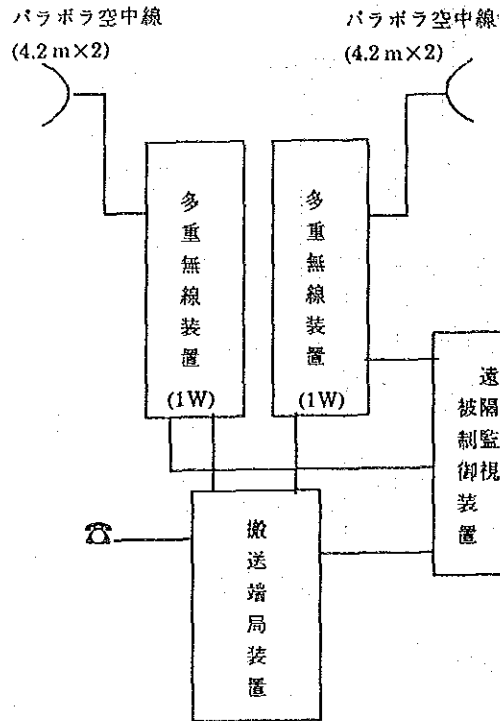 パラボラ空中線
(4.2m×2)
パラボラ空中線
(4.2m×2)
多重無線装置
(1W)
多重無線装置
(1W)
遠隔監視
被制御装置
搬送端局装置